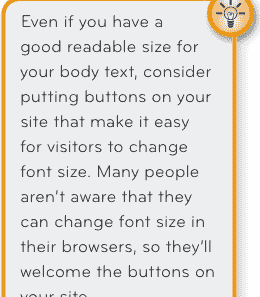 Even if you have a
good readable size for
your body text, consider
putting buttons on your
site that make it easy
for visitors to change
font size. Many people
aren't aware that they
can change font size in
their browsers, so they'll
welcome the buttons on
your site.